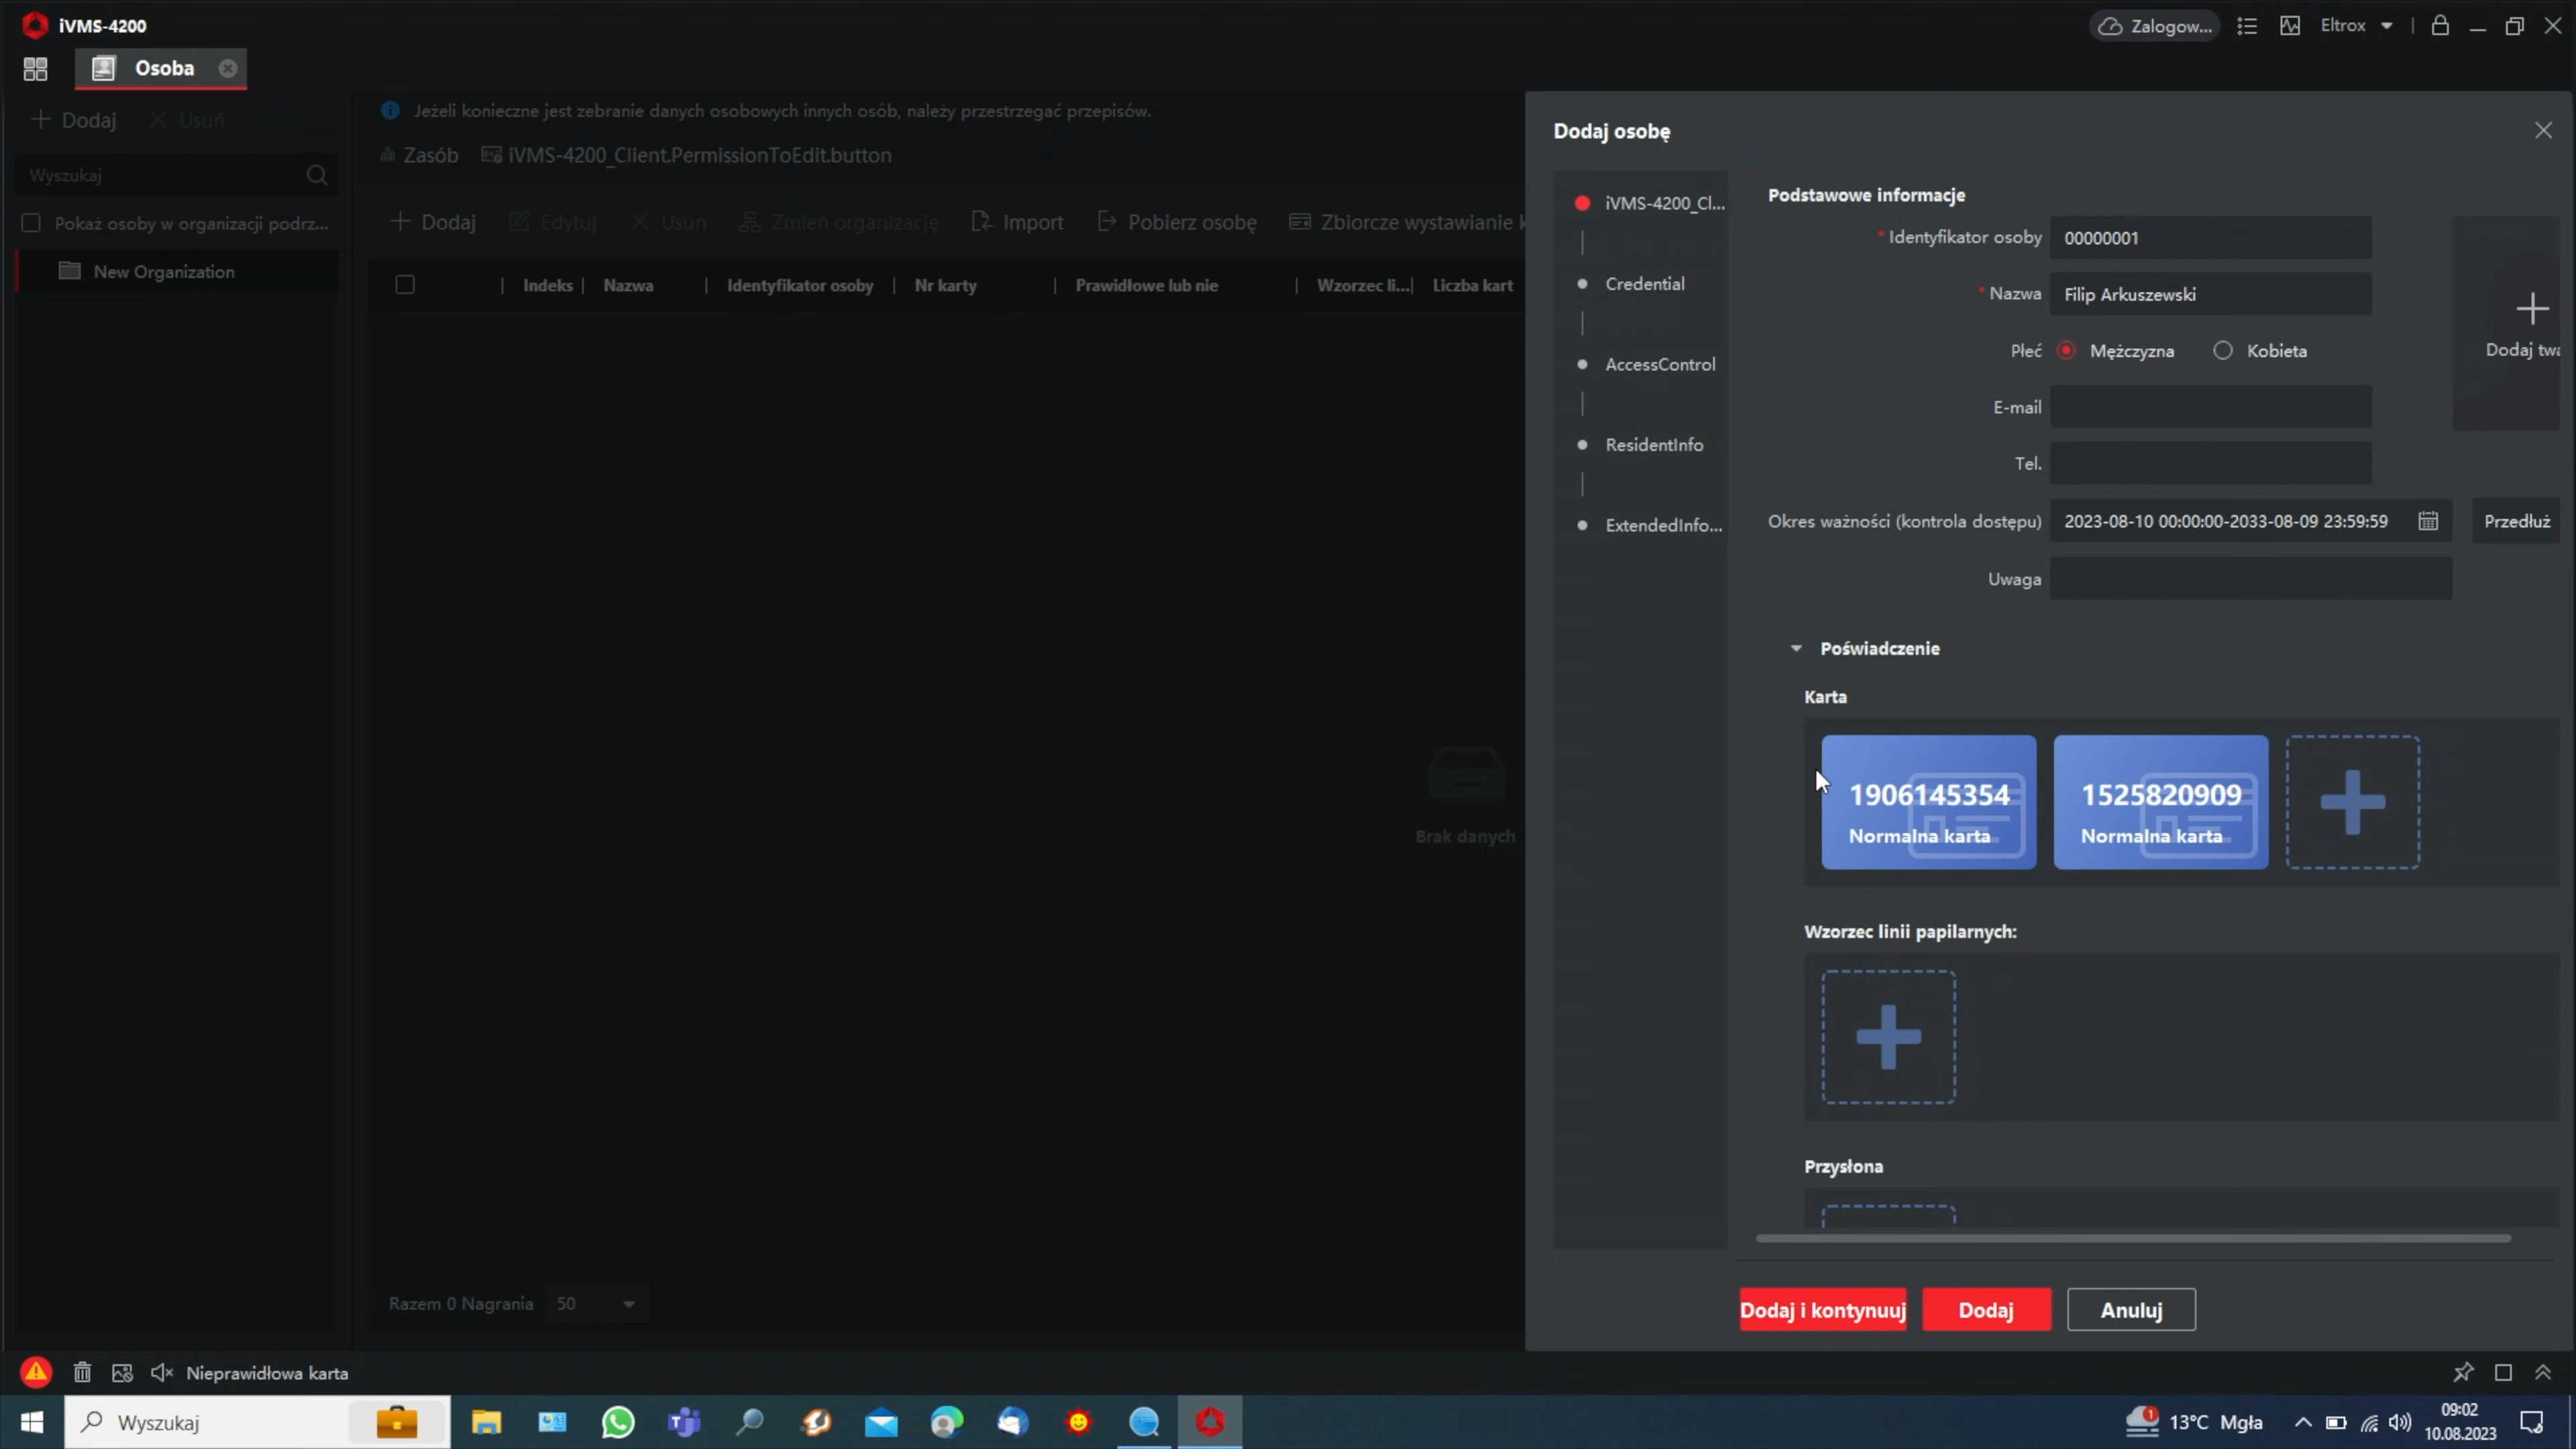 iVMS-4200
Zalogow...
Eltrox
Osoba
Dodaj
Usuń
Wyszukaj
Pokaż osoby w organizacji podrz...
New Organization
Jeżeli konieczne jest zebranie danych osobowych innych osób, należy przestrzegać przepisów.
Zasób iVMS-4200_Client.PermissionToEdit.button
Dodaj Edytuj Usuń Zmień organizację Import Pobierz osobę Zbiorcze wystawianie k
Indeks Nazwa Identyfikator osoby Nr karty Prawidłowe lub nie Wzorzec li... Liczba kart
Brak danych
Razem 0 Nagrania 50
Dodaj osobę
iVMS-4200_Cl...
Credential
AccessControl
ResidentInfo
ExtendedInfo...
Podstawowe informacje
* Identyfikator osoby 00000001
* Nazwa Filip Arkuszewski
Płeć Mężczyzna Kobieta
Dodaj twa
E-mail
Tel.
Okres ważności (kontrola dostępu) 2023-08-10 00:00:00-2033-08-09 23:59:59 Przedłuż
Uwaga
Poświadczenie
Karta
1906145354
Normalna karta
1525820909
Normalna karta
Wzorzec linii papilarnych:
Przysłona
Dodaj i kontynuuj
Dodaj
Anuluj
Nieprawidłowa karta
Wyszukaj
1
13°C Mgła
09:02
10.08.2023